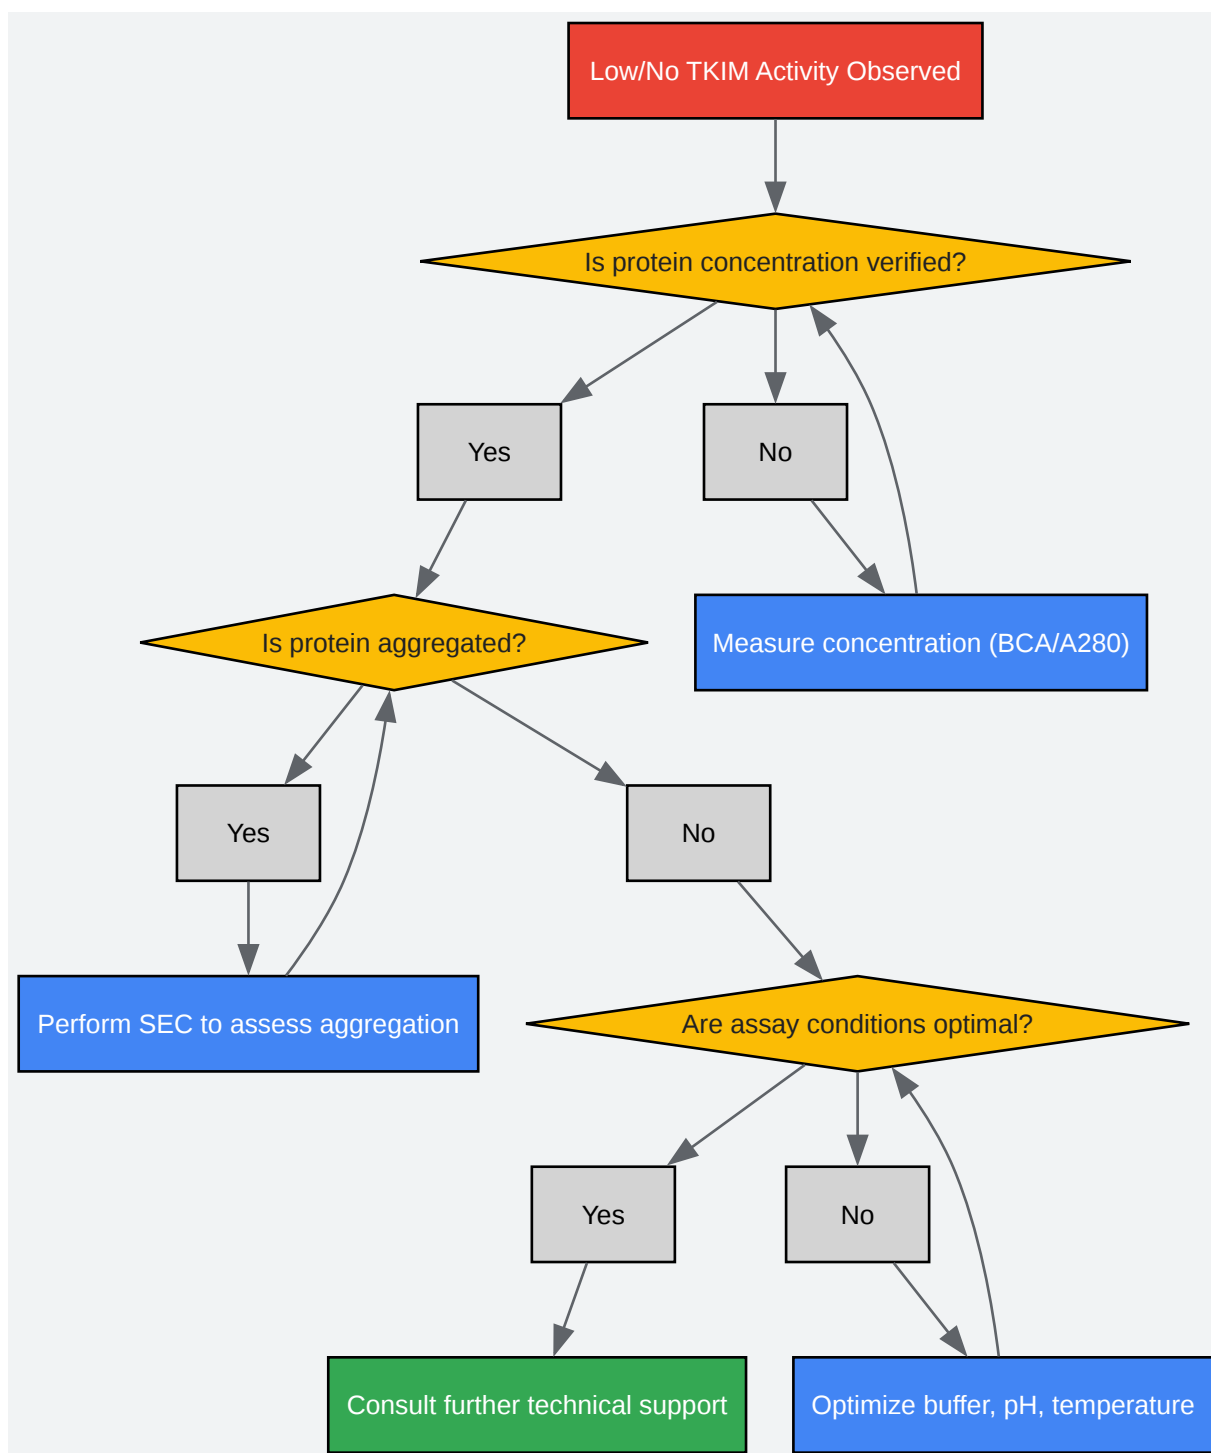 Low/No TKIM Activity Observed
Is protein concentration verified?
Yes
No
Is protein aggregated?
Measure concentration (BCA/A280)
Yes
No
Perform SEC to assess aggregation
Are assay conditions optimal?
Yes
No
Consult further technical support
Optimize buffer, pH, temperature